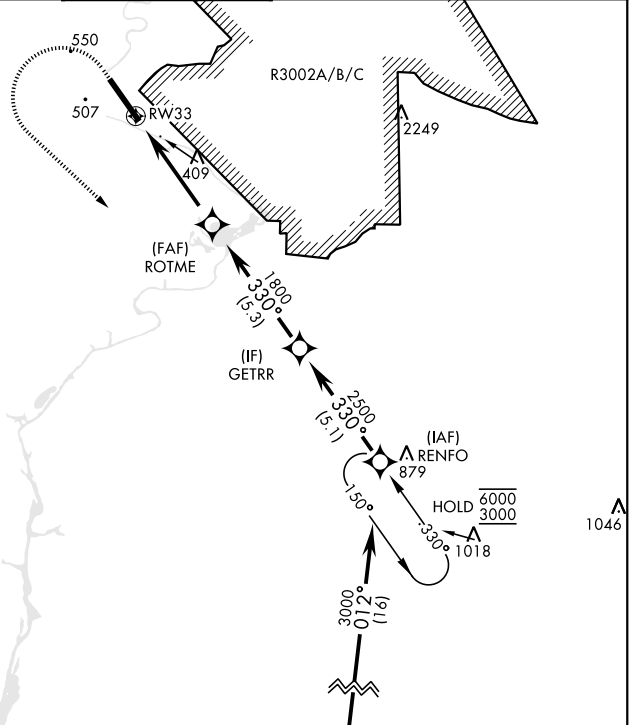 550
R3002A/B/C
507
RW33
2249
409
(FAF)
ROTME
1800
330°
(5.3)
(IF)
GETRR
2500
330°
(5.1)
(IAF)
RENFO
879
150°
HOLD
6000
3000
1046
330°
1018
3000
012°
(16)